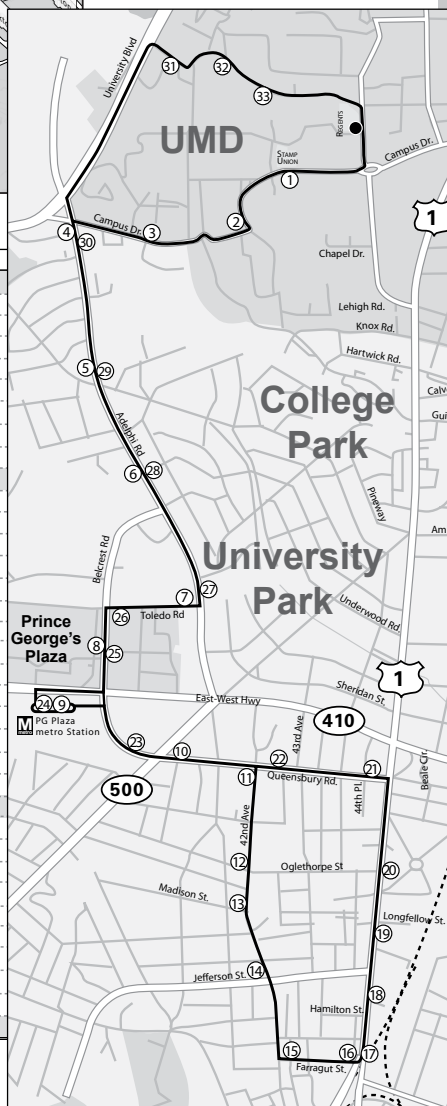 University Blvd
31
32
33
UMD
REGENTS
STAMP
UNION
1
Campus Dr.
2
1
4
Campus Dr.
3
30
Chapel Dr.
Lehigh Rd.
Knox Rd.
Hartwick Rd.
5
29
College
Park
Calv
Gui
Adelphi Rd
6
28
Pineway
Am
Belcrest Rd
University
Park
27
7
Toledo Rd
26
Underwood Rd.
Prince
George's
Plaza
8
25
Sheridan St.
1
East-West Hwy
24
9
M
PG Plaza
metro Station
43rd Ave
410
23
10
22
Beale Cir.
21
11
Queensbury Rd.
44th Pl.
500
42nd Ave
12
Oglethorpe St
20
Madison St.
13
Longfellow St.
19
14
Jefferson St.
18
Hamilton St.
15
16
17
Farragut St.